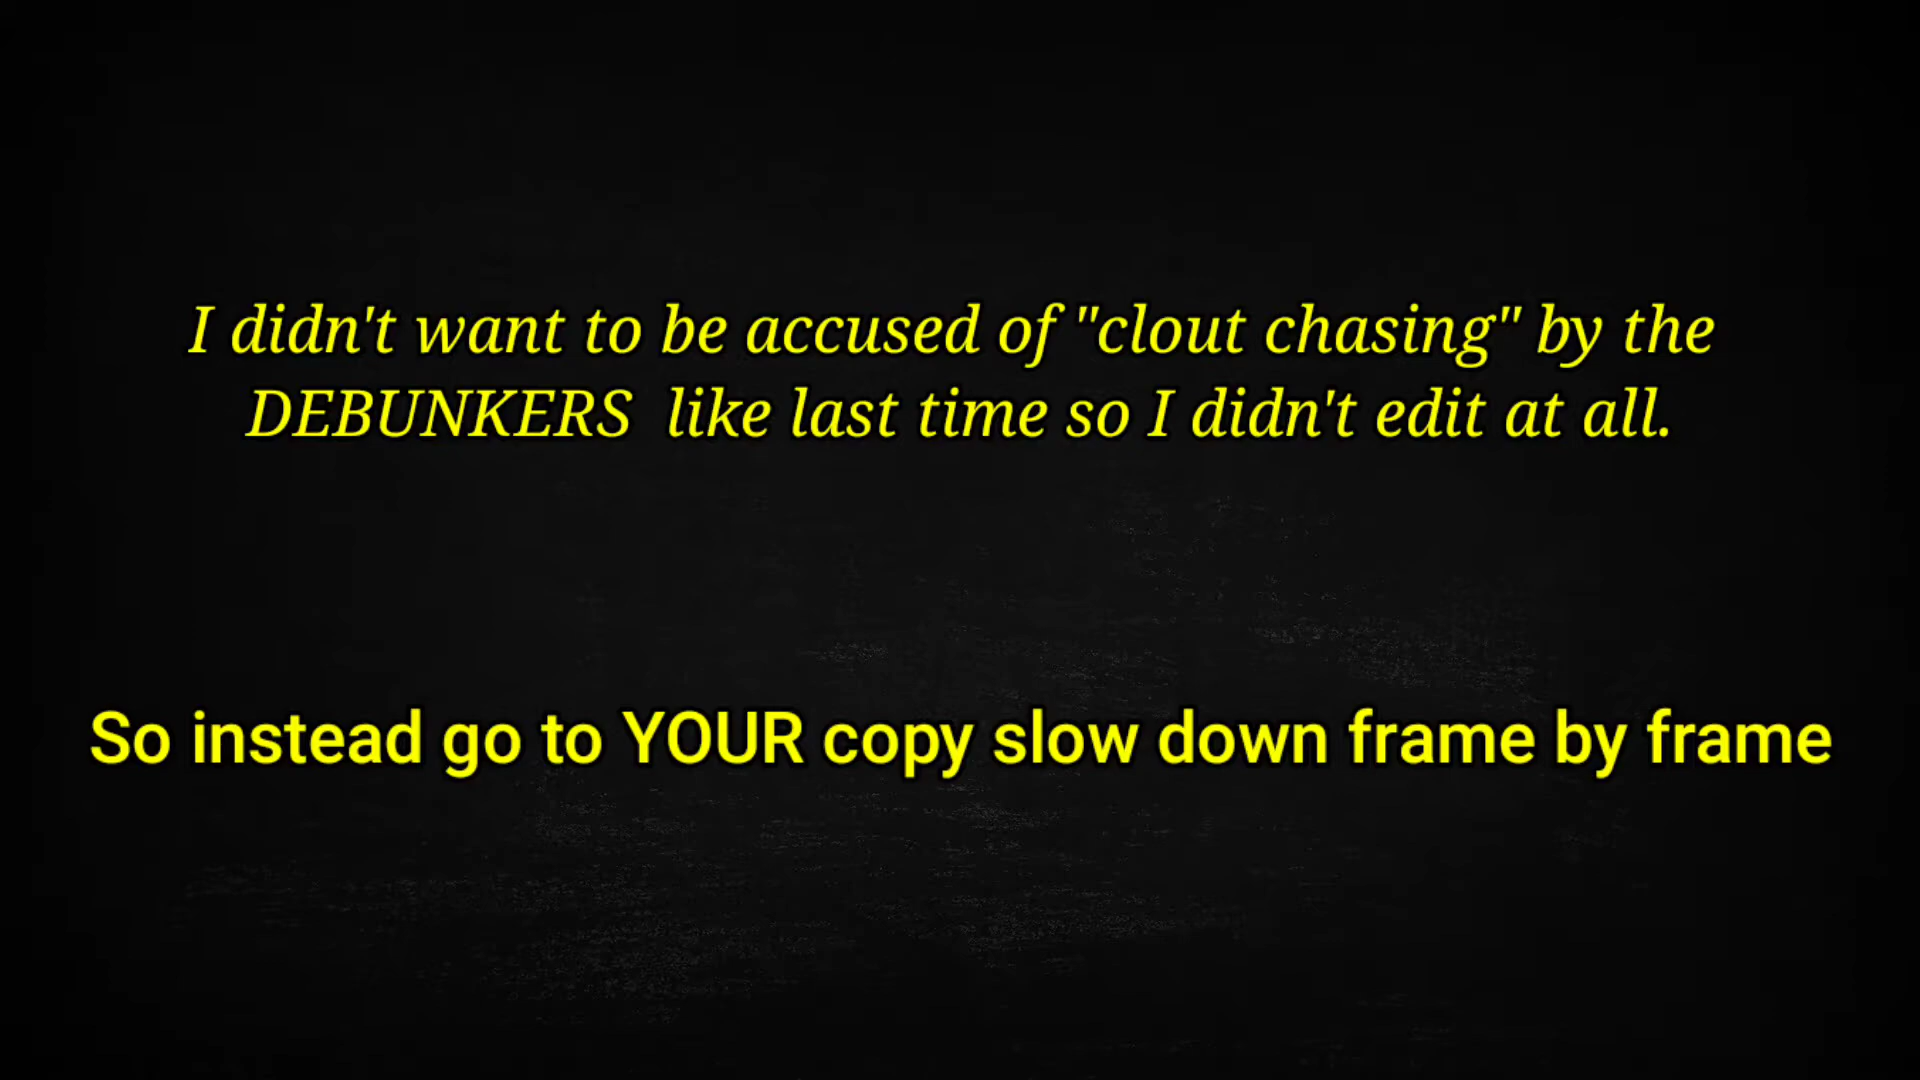 I didn't want to be accused of "clout chasing" by the
DEBUNKERS  like last time so I didn't edit at all.
So instead go to YOUR copy slow down frame by frame